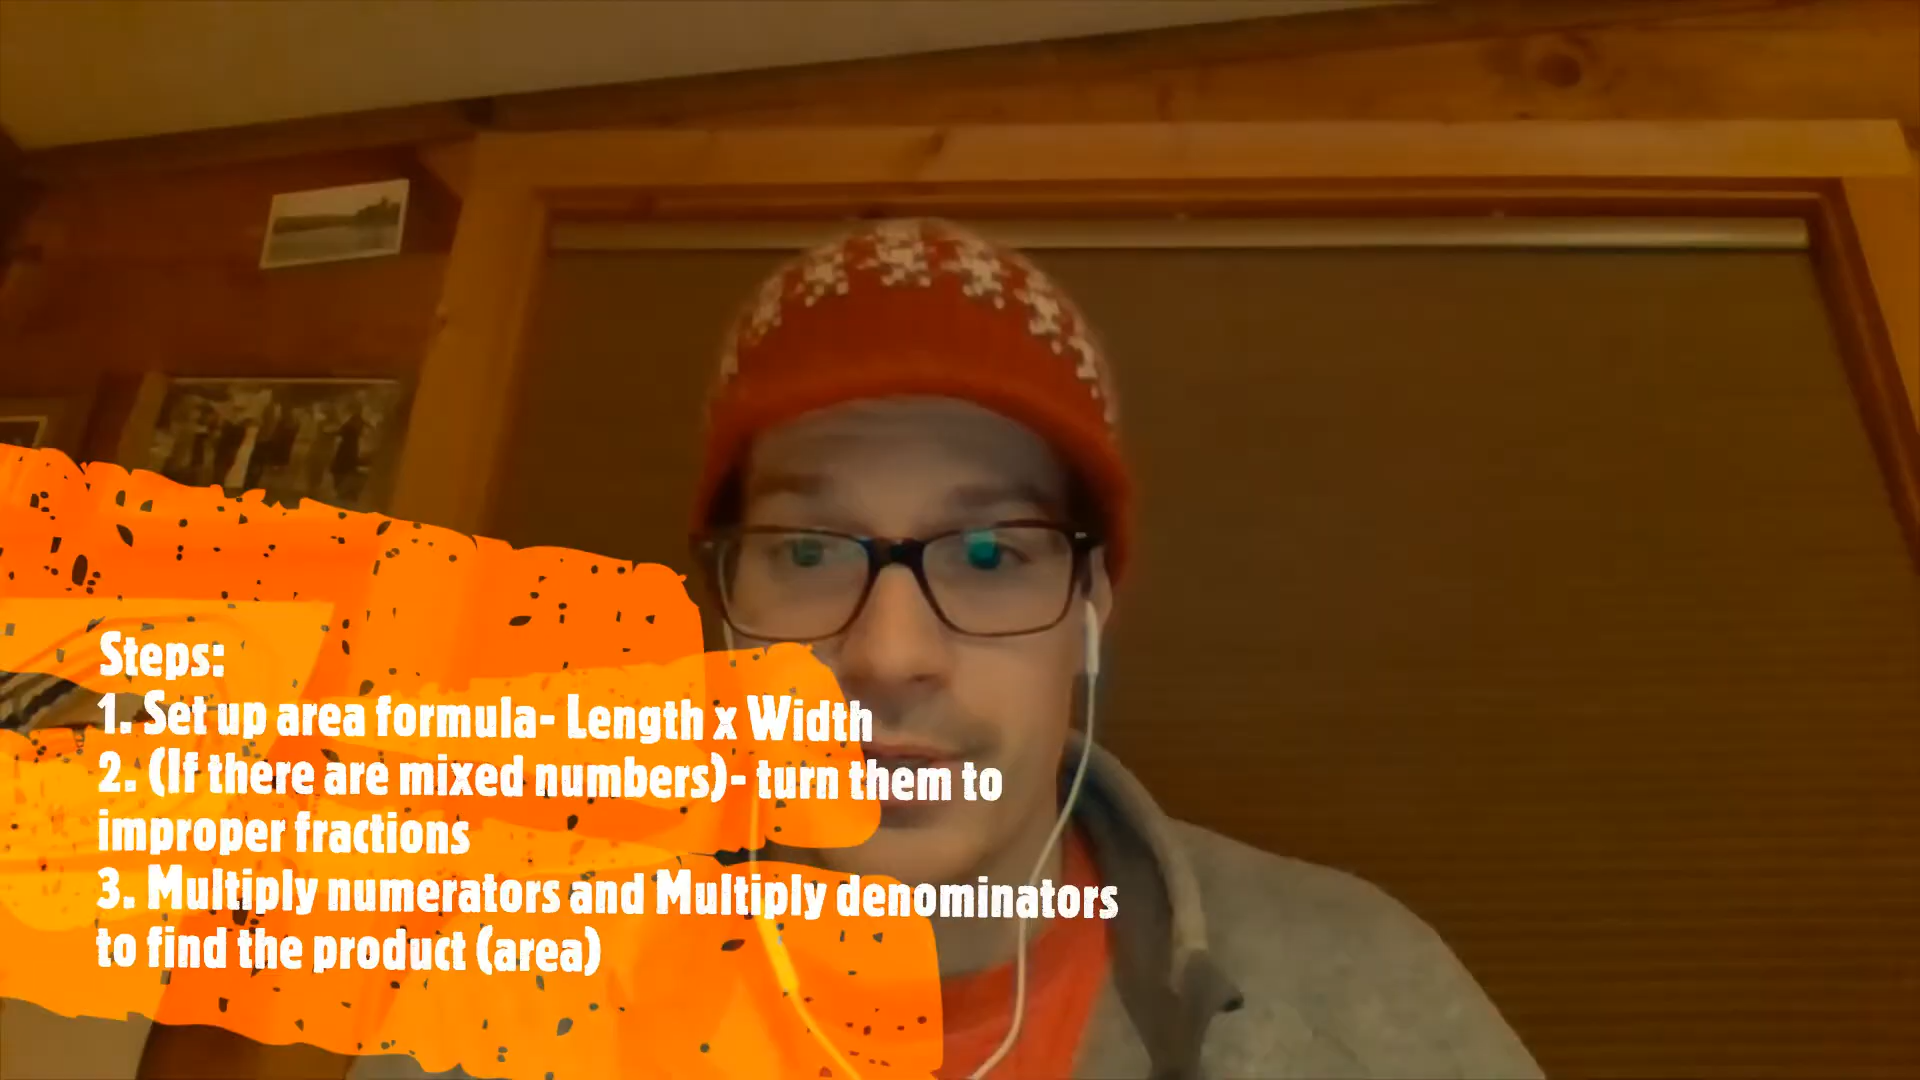 Steps:
1. Set up area formula- Length x Width
2. (If there are mixed numbers)- turn them to
improper fractions
3. Multiply numerators and Multiply denominators
to find the product (area)